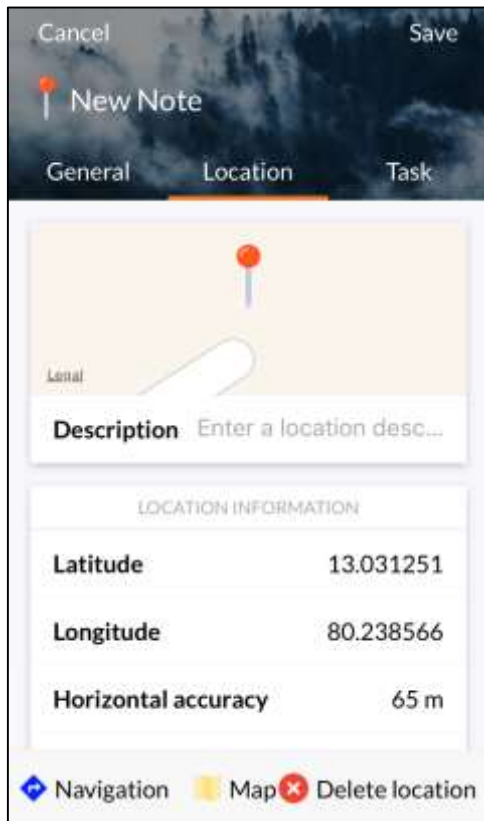 Cancel Save
New Note
General Location Task
Legal
Description Enter a location desc...
LOCATION INFORMATION
Latitude 13.031251
Longitude 80.238566
Horizontal accuracy 65 m
Navigation Map Delete location